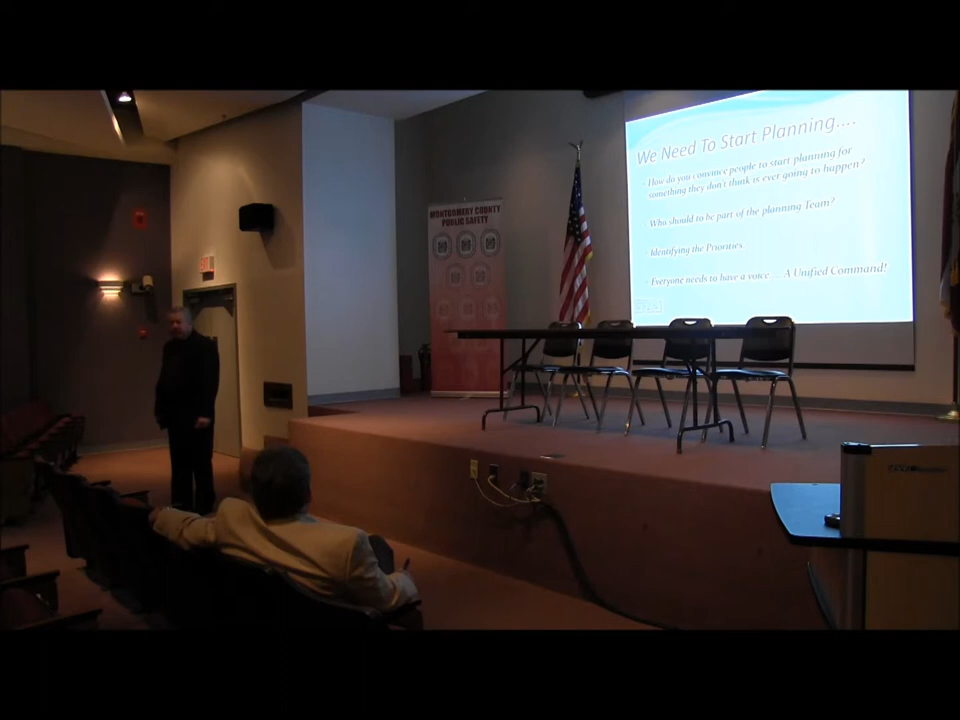 We Need To Start Planning....
How do you convince people to start planning for
something they don't think is ever going to happen?
Who should to be part of the planning Team?
Identifying the Priorities
Everyone needs to have a voice.... A Unified Command!
MONTGOMERY COUNTY
PUBLIC SAFETY
EXIT